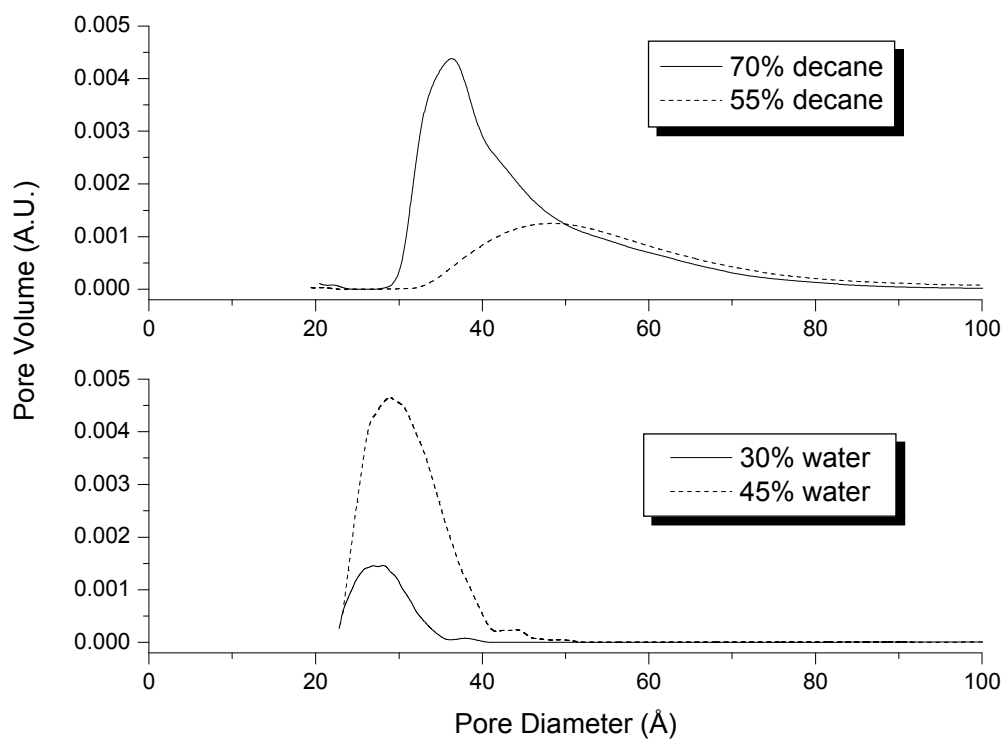 0.005
0.004
0.003
0.002
0.001
0.000
0 20 40 60 80 100
70% decane
55% decane
Pore Volume (A.U.)
0.005
0.004
0.003
0.002
0.001
0.000
0 20 40 60 80 100
30% water
45% water
Pore Diameter (Å)